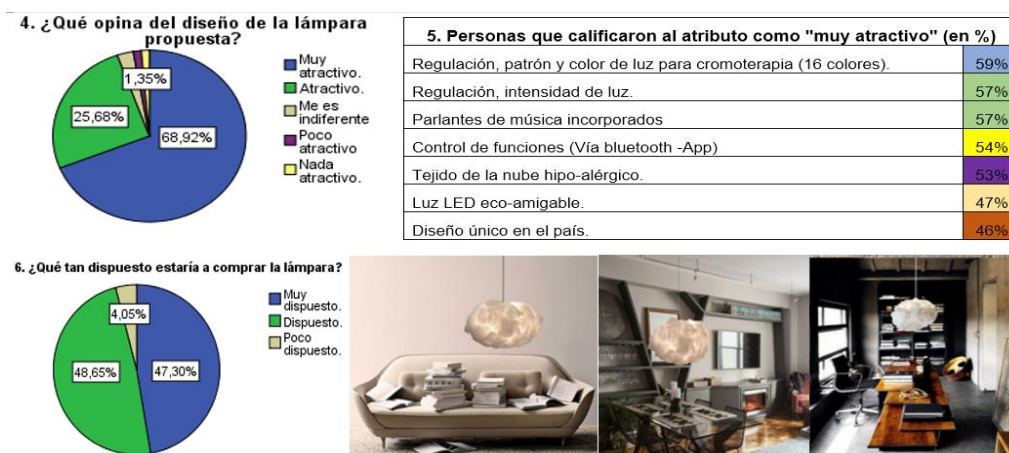 4. ¿Qué opina del diseño de la lámpara
propuesta?
1,35%
25,68%
68,92%
Muy
atractivo.
Atractivo.
Me es
indiferente
Poco
atractivo
Nada
atractivo.
5. Personas que calificaron al atributo como "muy atractivo" (en %)
Regulación, patrón y color de luz para cromoterapia (16 colores). 59%
Regulación, intensidad de luz. 57%
Parlantes de música incorporados 57%
Control de funciones (Vía bluetooth -App) 54%
Tejido de la nube hipo-alérgico. 53%
Luz LED eco-amigable. 47%
Diseño único en el país. 46%
6. ¿Qué tan dispuesto estaría a comprar la lámpara?
4,05%
48,65%
47,30%
Muy
dispuesto.
Dispuesto.
Poco
dispuesto.